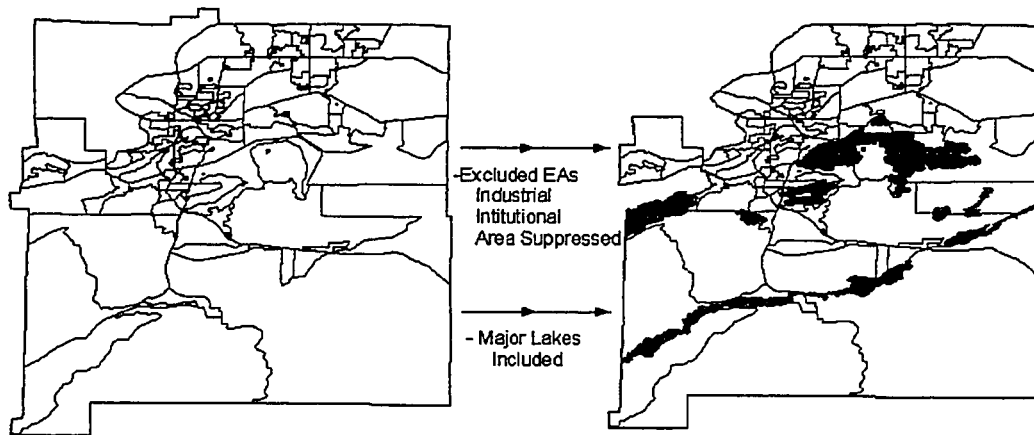 -Excluded EAs
Industrial
Intitutional
Area Suppressed
- Major Lakes
Included